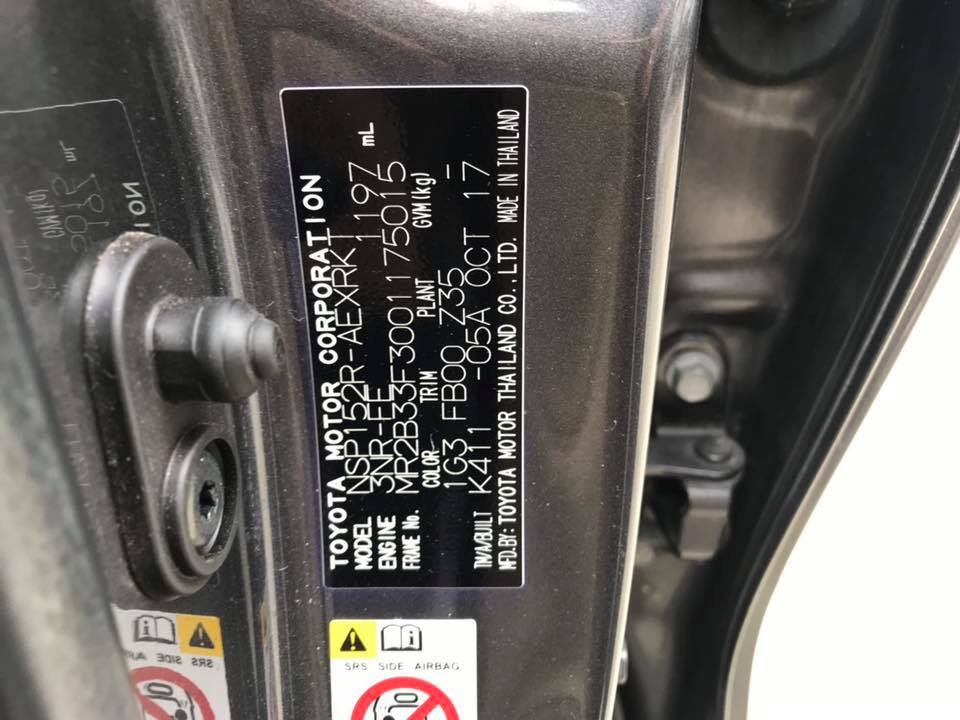 TOYOTA MOTOR CORPORATION
MODEL NSP152R-AEXRKT
ENGINE 3NR-FE 1197 mL
FRAME No. MR2B33F3001175015
COLOR TRIM PLANT GVM(kg)
1G3 FB00 Z35 -
T/M/A/BUILT K411 -05A OCT 17
MFD.BY: TOYOTA MOTOR THAILAND CO.,LTD. MADE IN THAILAND
SRS SIDE AIRBAG